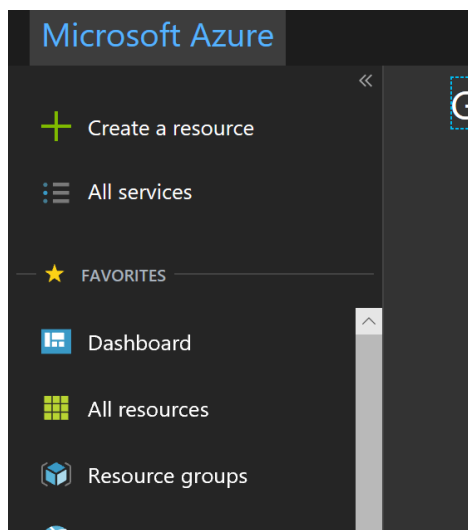 Microsoft Azure
Create a resource
All services
FAVORITES
Dashboard
All resources
Resource groups